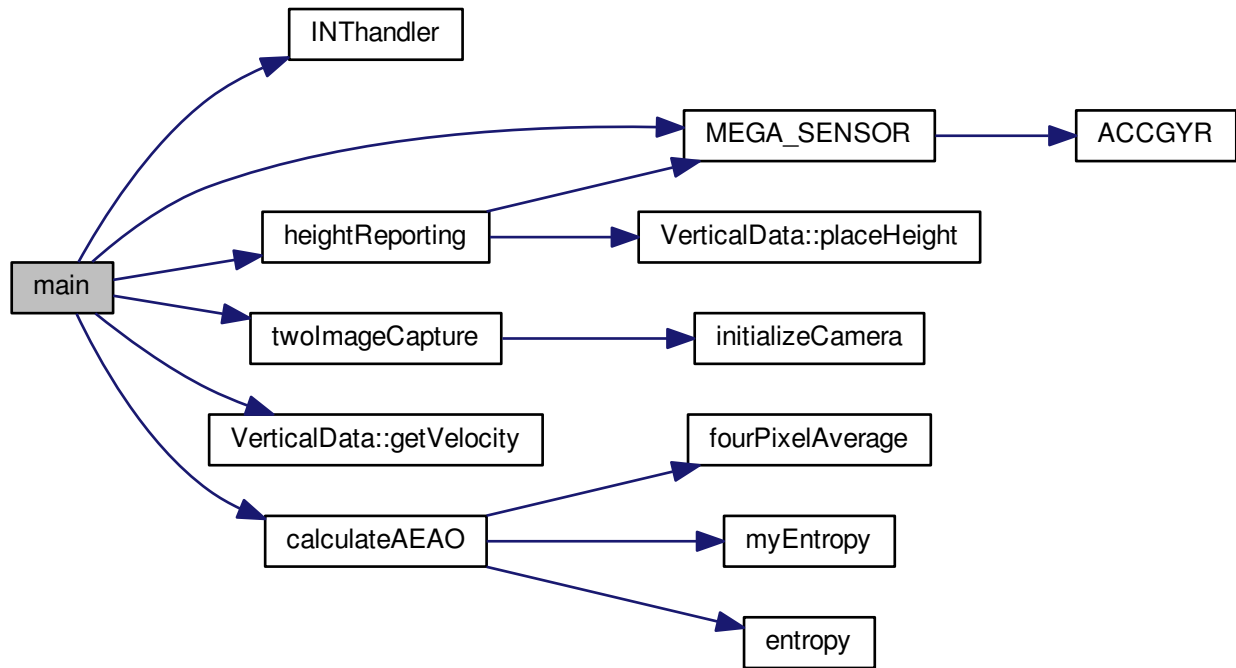 INThandler
MEGA_SENSOR
ACCGYR
heightReporting
VerticalData::placeHeight
main
twoImageCapture
initializeCamera
VerticalData::getVelocity
fourPixelAverage
calculateAEAO
myEntropy
entropy